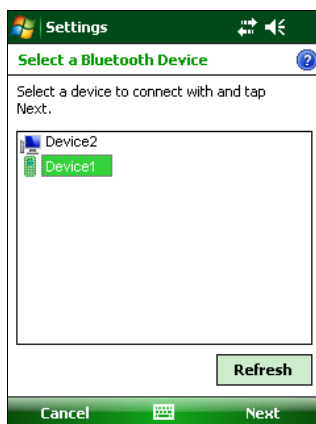 Settings
Select a Bluetooth Device
?
Select a device to connect with and tap
Next.
Device2
Device1
Refresh
Cancel
Next